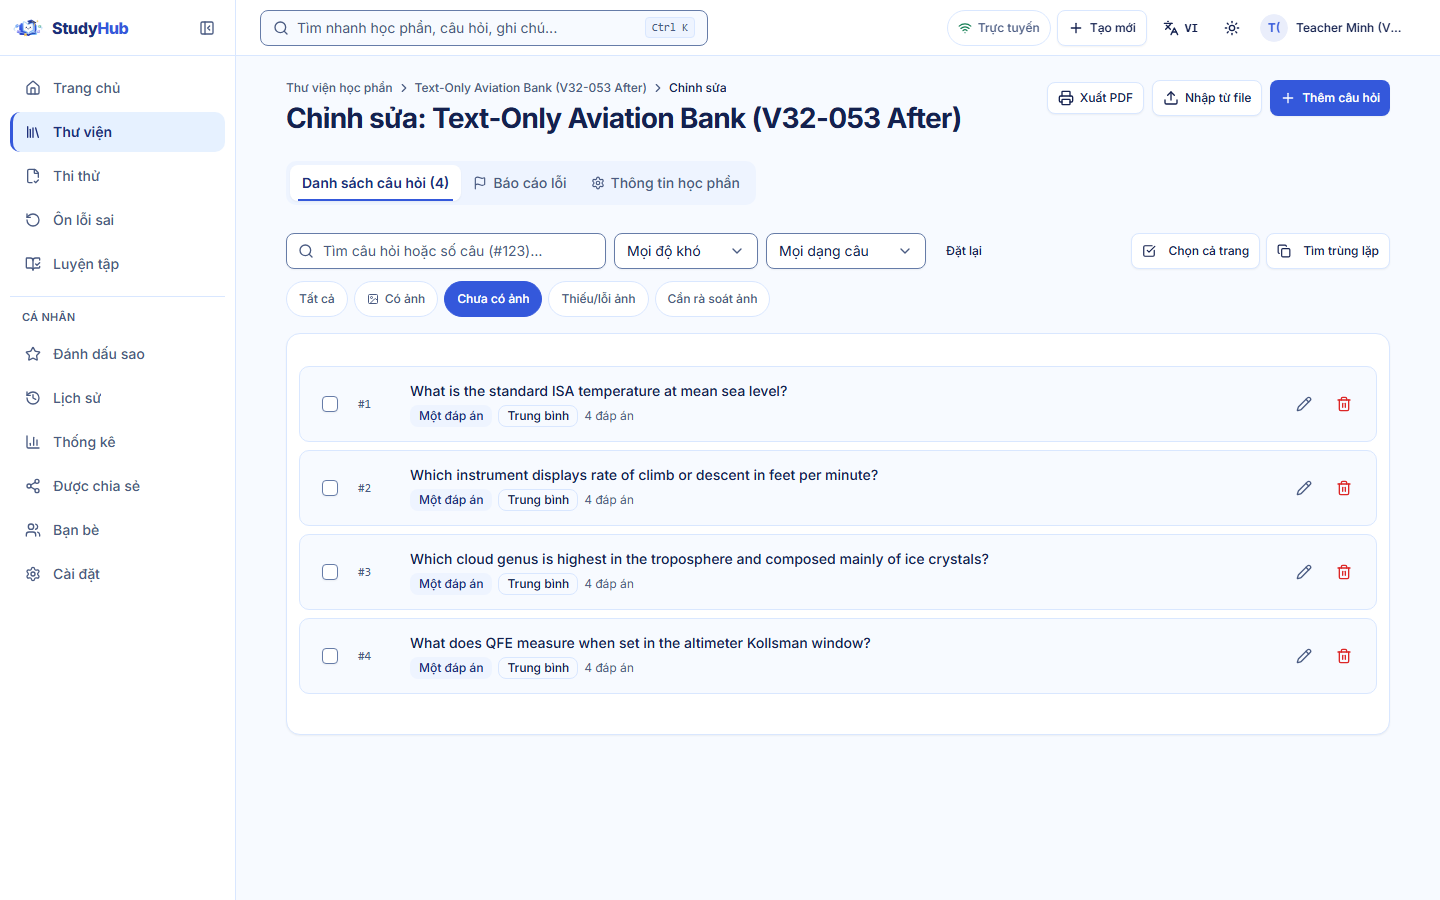 StudyHub
Tìm nhanh học phần, câu hỏi, ghi chú...
Ctrl K
Trực tuyến
Tạo mới
VI
T(
Teacher Minh (V...
Trang chủ
Thư viện
Thi thử
Ôn lỗi sai
Luyện tập
CÁ NHÂN
Đánh dấu sao
Lịch sử
Thống kê
Được chia sẻ
Bạn bè
Cài đặt
Thư viện học phần > Text-Only Aviation Bank (V32-053 After) > Chỉnh sửa
Chỉnh sửa: Text-Only Aviation Bank (V32-053 After)
Xuất PDF
Nhập từ file
Thêm câu hỏi
Danh sách câu hỏi (4)
Báo cáo lỗi
Thông tin học phần
Tìm câu hỏi hoặc số câu (#123)...
Mọi độ khó
Mọi dạng câu
Đặt lại
Chọn cả trang
Tìm trùng lặp
Tất cả
Có ảnh
Chưa có ảnh
Thiếu/lỗi ảnh
Cần rà soát ảnh
#1
What is the standard ISA temperature at mean sea level?
Một đáp án
Trung bình
4 đáp án
#2
Which instrument displays rate of climb or descent in feet per minute?
Một đáp án
Trung bình
4 đáp án
#3
Which cloud genus is highest in the troposphere and composed mainly of ice crystals?
Một đáp án
Trung bình
4 đáp án
#4
What does QFE measure when set in the altimeter Kollsman window?
Một đáp án
Trung bình
4 đáp án